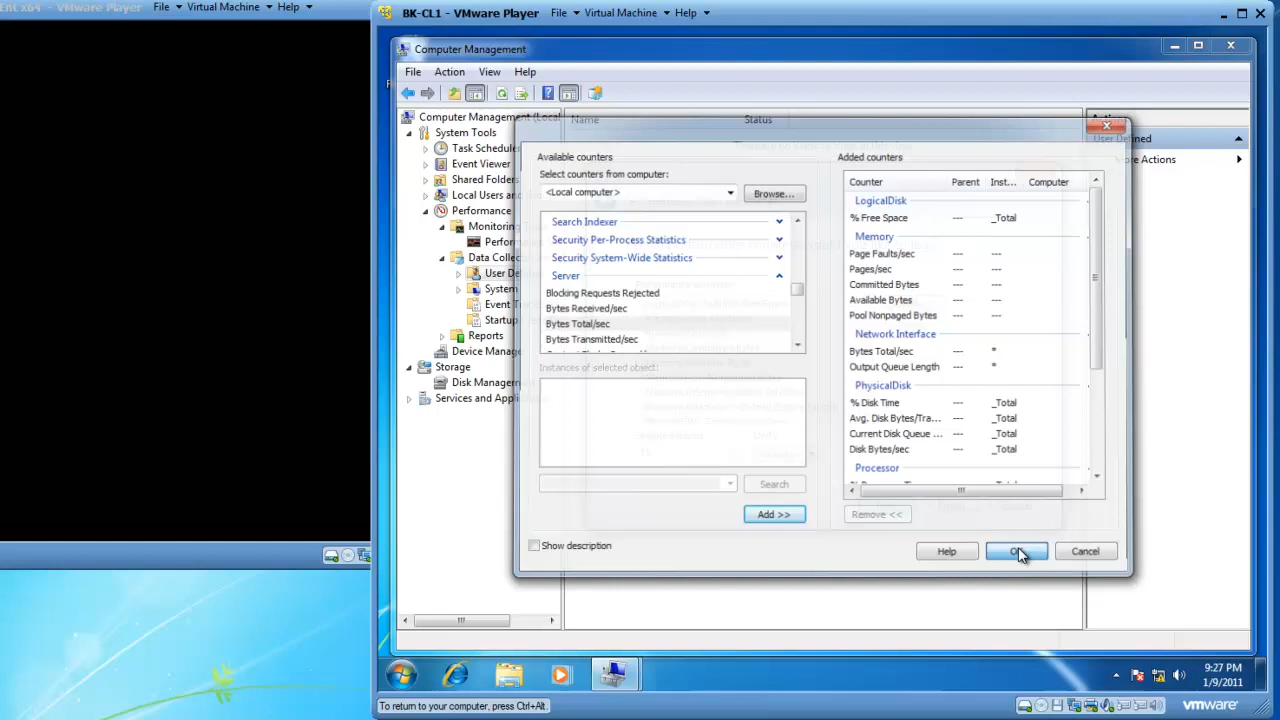 Ent x64 - VMware Player File Virtual Machine Help
BK-CL1 - VMware Player File Virtual Machine Help
Computer Management
File Action View Help
Computer Management (Local
System Tools
Task Schedule
Event Viewer
Shared Folders
Local Users and
Performance
Monitoring
Perform
Data Collec
User De
System
Event Tra
Startup
Reports
Device Manage
Storage
Disk Management
Services and Appli
Name Status
User Defined
More Actions
Available counters
Select counters from computer:
<Local computer>
Browse...
Search Indexer
Security Per-Process Statistics
Security System-Wide Statistics
Server
Blocking Requests Rejected
Bytes Received/sec
Bytes Total/sec
Bytes Transmitted/sec
Instances of selected object:
Search
Add >>
Show description
Added counters
Counter Parent Inst... Computer
LogicalDisk
% Free Space --- _Total
Memory
Page Faults/sec --- ---
Pages/sec --- ---
Committed Bytes --- ---
Available Bytes --- ---
Pool Nonpaged Bytes --- ---
Network Interface
Bytes Total/sec --- *
Output Queue Length --- *
PhysicalDisk
% Disk Time --- _Total
Avg. Disk Bytes/Tra... --- _Total
Current Disk Queue ... --- _Total
Disk Bytes/sec --- _Total
Processor
Remove <<
Help OK Cancel
9:27 PM
1/9/2011
To return to your computer, press Ctrl+Alt.
vmware